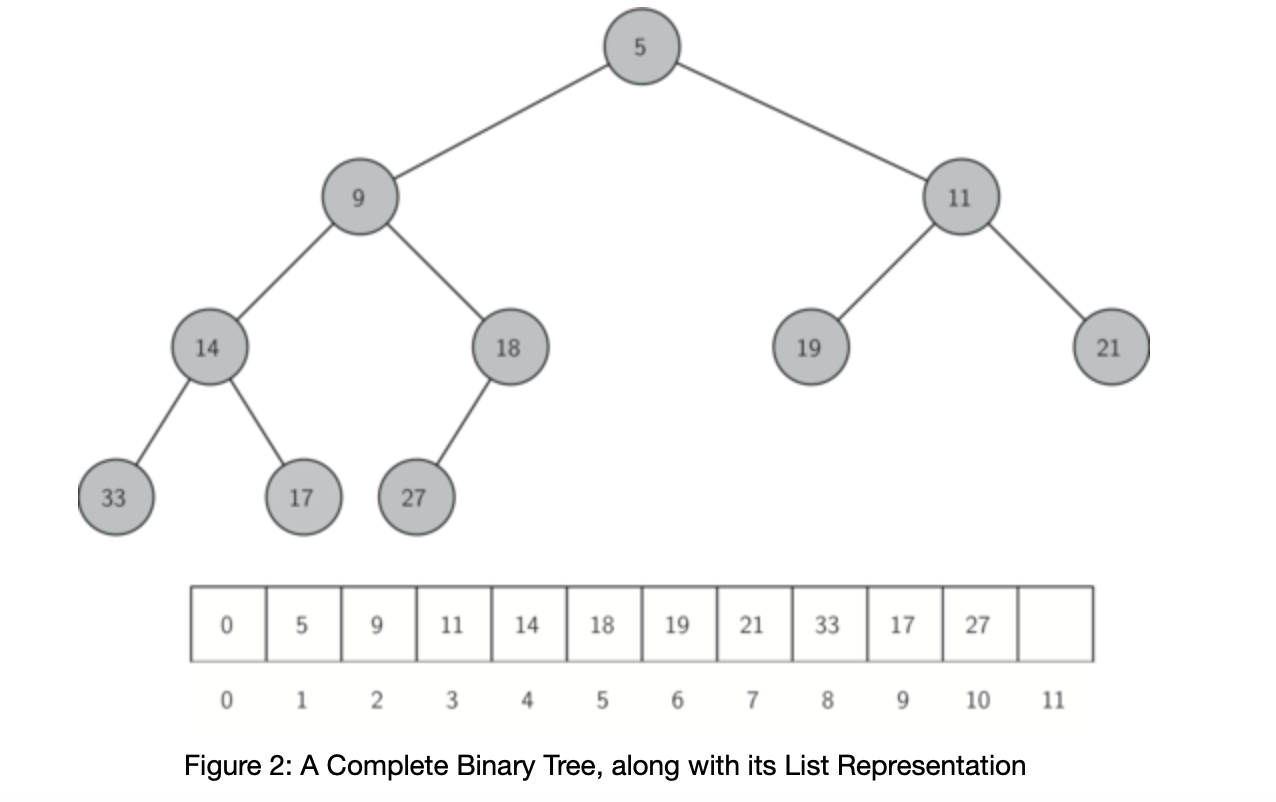 5
9 11
14 18 19 21
33 17 27
0 5 9 11 14 18 19 21 33 17 27
0 1 2 3 4 5 6 7 8 9 10 11
Figure 2: A Complete Binary Tree, along with its List Representation